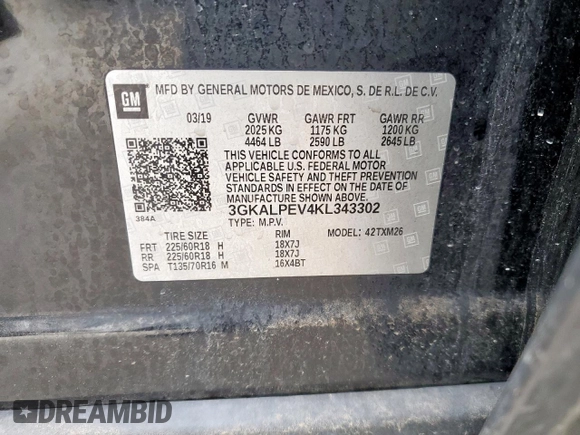 GM
MFD BY GENERAL MOTORS DE MEXICO, S. DE R.L. DE C.V.
03/19 GVWR GAWR FRT GAWR RR
2025 KG 1175 KG 1200 KG
4464 LB 2590 LB 2645 LB
THIS VEHICLE CONFORMS TO ALL
APPLICABLE U.S. FEDERAL MOTOR
VEHICLE SAFETY AND THEFT PREVENTION
STANDARDS IN EFFECT ON THE DATE OF
MANUFACTURE SHOWN ABOVE.
3GKALPEV4KL343302
384A
TYPE: M.P.V. MODEL: 42TXM26
TIRE SIZE RIM
FRT 225/60R18 H 18X7J
RR 225/60R18 H 18X7J
SPA T135/70R16 M 16X4BT
DREAMBID